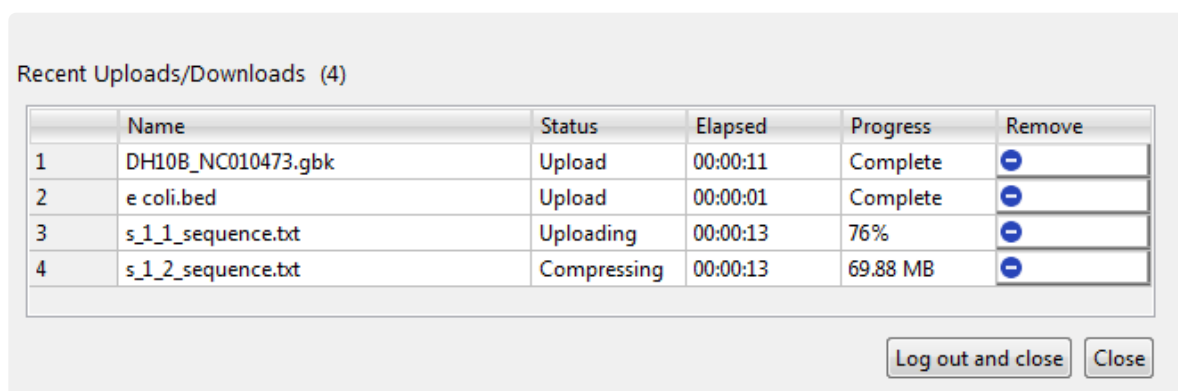 Recent Uploads/Downloads (4)
Name Status Elapsed Progress Remove
1 DH10B_NC010473.gbk Upload 00:00:11 Complete
2 e coli.bed Upload 00:00:01 Complete
3 s_1_1_sequence.txt Uploading 00:00:13 76%
4 s_1_2_sequence.txt Compressing 00:00:13 69.88 MB
Log out and close Close